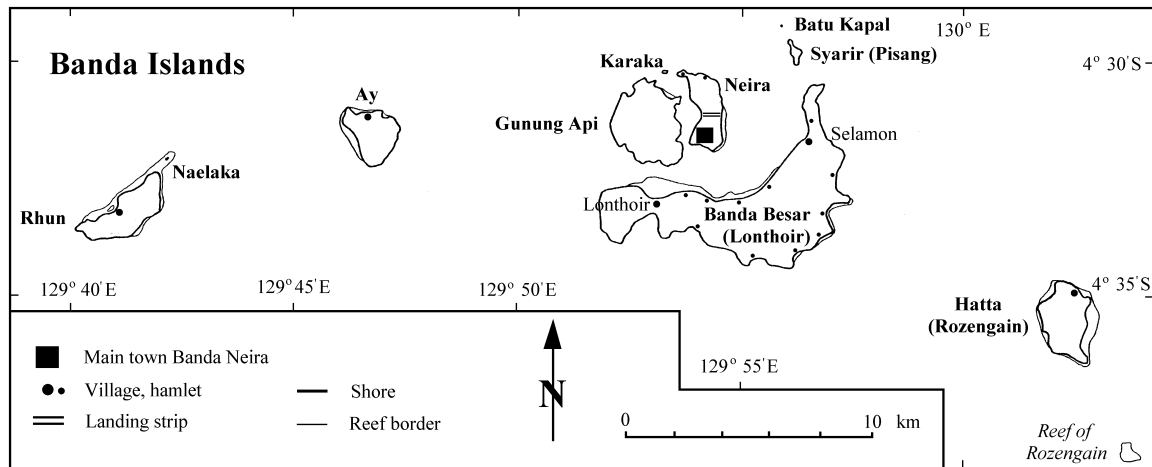 Banda Islands
Batu Kapal
130° E
Syarir (Pisang)
4° 30' S
Karaka
Neira
Ay
Gunung Api
Selamon
Naelaka
Rhun
Lonthoir
Banda Besar
(Lonthoir)
129° 40' E
129° 45' E
129° 50' E
4° 35' S
Hatta
(Rozengain)
129° 55' E
Main town Banda Neira
Village, hamlet
Landing strip
Shore
Reef border
N
0
10 km
Reef of
Rozengain